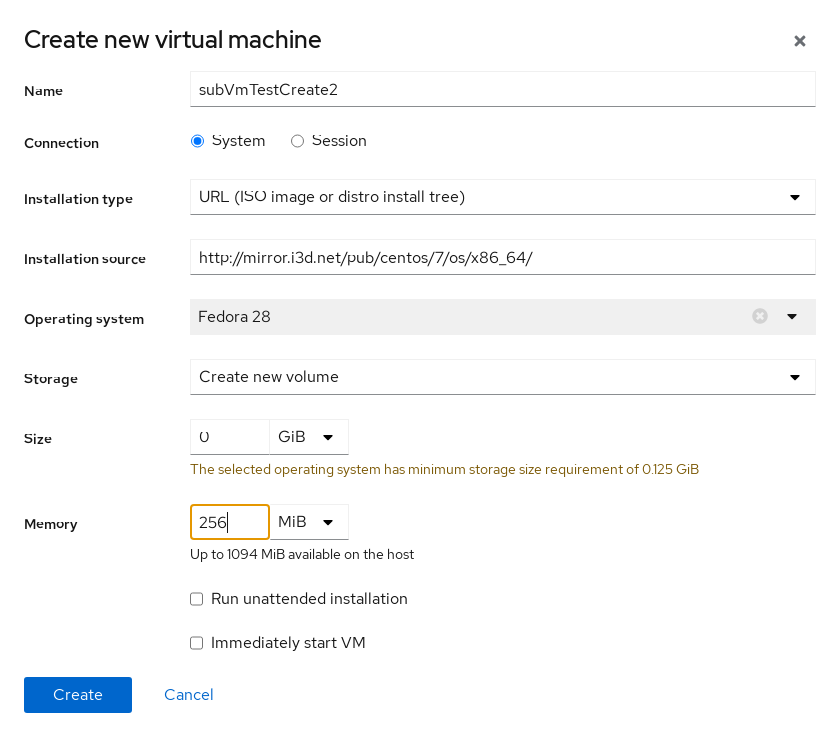 Create new virtual machine
Name
subVmTestCreate2
Connection
System
Session
Installation type
URL (ISO image or distro install tree)
Installation source
http://mirror.i3d.net/pub/centos/7/os/x86_64/
Operating system
Fedora 28
Storage
Create new volume
Size
0
GiB
The selected operating system has minimum storage size requirement of 0.125 GiB
Memory
256
MiB
Up to 1094 MiB available on the host
Run unattended installation
Immediately start VM
Create
Cancel